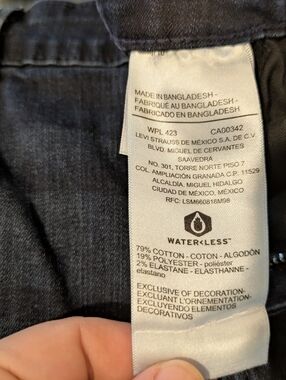 MADE IN BANGLADESH -
FABRIQUÉ AU BANGLADESH -
FABRICADO EN BANGLADESH
WPL 423 CA00342
LEVI STRAUSS DE MÉXICO S.A. DE C.V.
BLVD. MIGUEL DE CERVANTES
SAAVEDRA
NO. 301, TORRE NORTE PISO 7
COL. AMPLIACIÓN GRANADA C.P. 11529
ALCALDÍA, MIGUEL HIDALGO
CIUDAD DE MÉXICO, MÉXICO
RFC: LSM660818M98
WATER<LESS™
79% COTTON - COTON - ALGODÓN
19% POLYESTER - poliéster
2% ELASTANE - ELASTHANNE -
elastano
EXCLUSIVE OF DECORATION-
EXCLUANT L'ORNEMENTATION-
EXCLUYENDO ELEMENTOS
DECORATIVOS